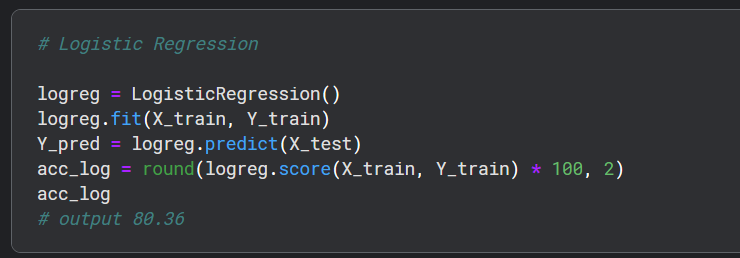 # Logistic Regression
logreg = LogisticRegression()
logreg.fit(X_train, Y_train)
Y_pred = logreg.predict(X_test)
acc_log = round(logreg.score(X_train, Y_train) * 100, 2)
acc_log
# output 80.36